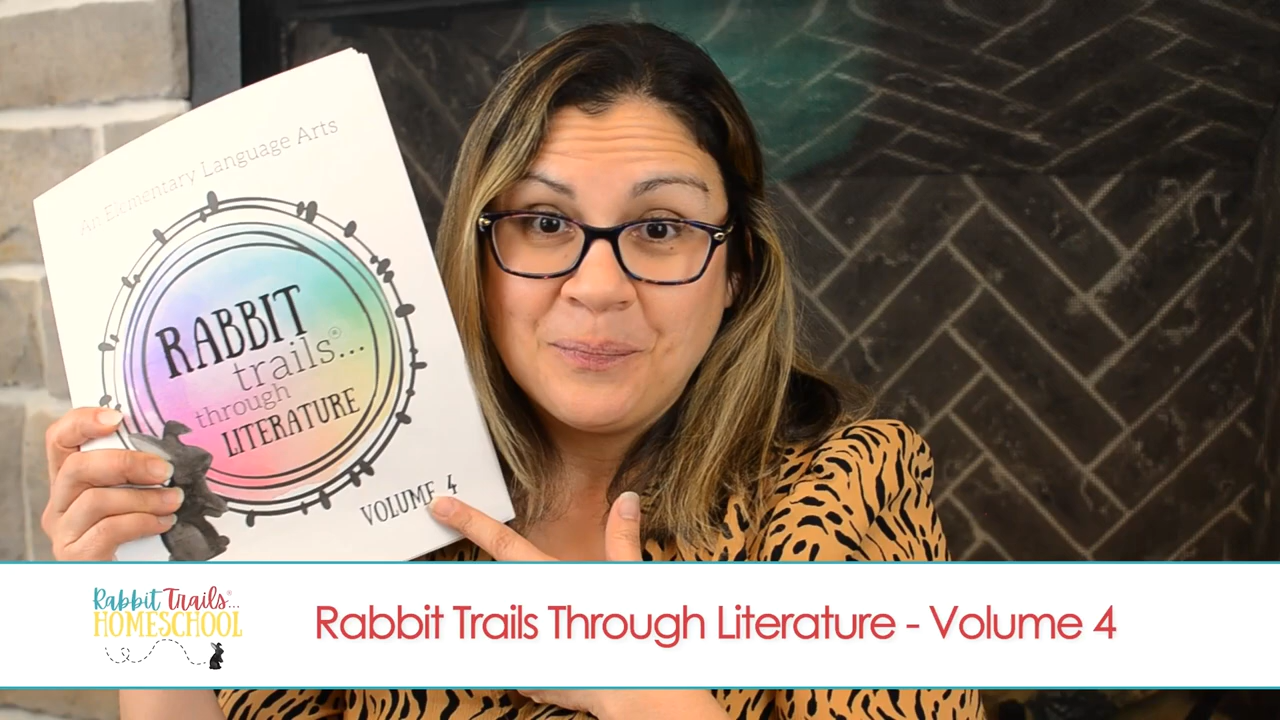 An Elementary Language Arts
RABBIT
trails®...
through
LITERATURE
VOLUME 4
Rabbit Trails®...
HOMESCHOOL
Rabbit Trails Through Literature - Volume 4